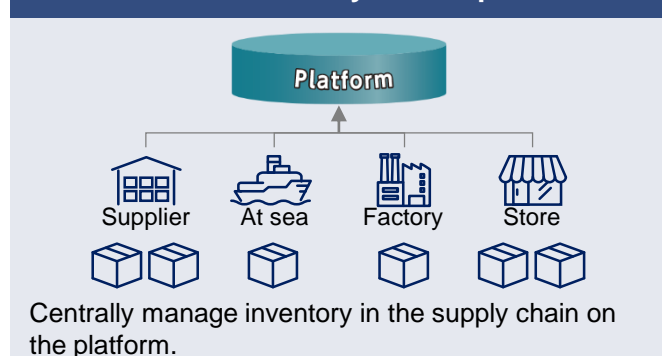 Platform
Supplier
At sea
Factory
Store
Centrally manage inventory in the supply chain on
the platform.